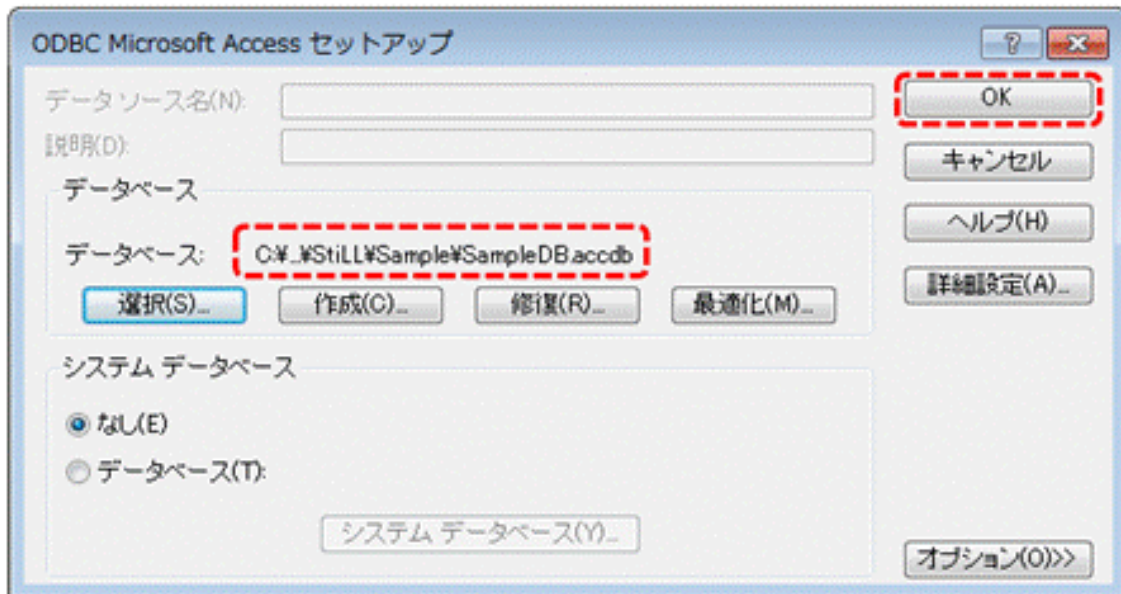 ODBC Microsoft Access セットアップ
データソース名(N):
OK
説明(D):
キャンセル
データベース
ヘルプ(H)
データベース: C:¥...¥StiLL¥Sample¥SampleDB.accdb
詳細設定(A)...
選択(S)... 作成(C)... 修復(R)... 最適化(M)...
システム データベース
なし(E)
データベース(T):
システム データベース(Y)...
オプション(O)>>